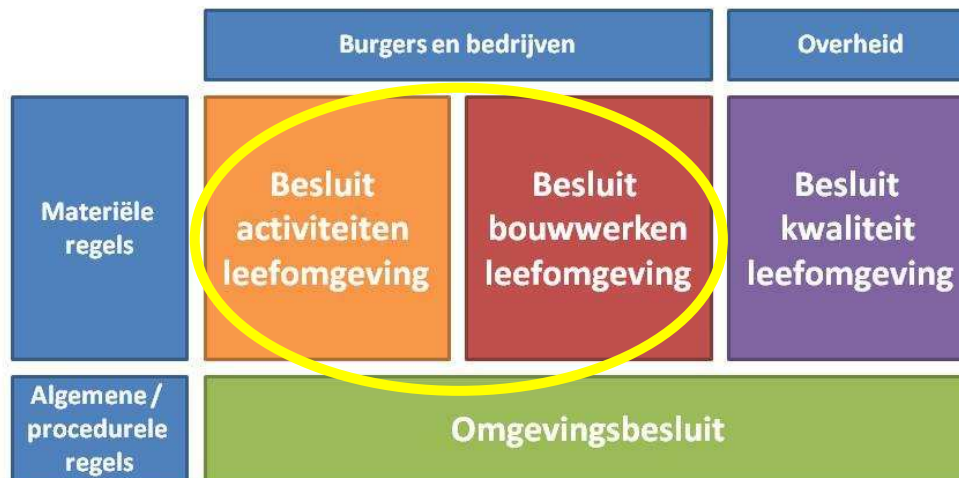 Burgers en bedrijven
Overheid
Materiële
regels
Besluit
activiteiten
leefomgeving
Besluit
bouwwerken
leefomgeving
Besluit
kwaliteit
leefomgeving
Algemene /
procedurele
regels
Omgevingsbesluit